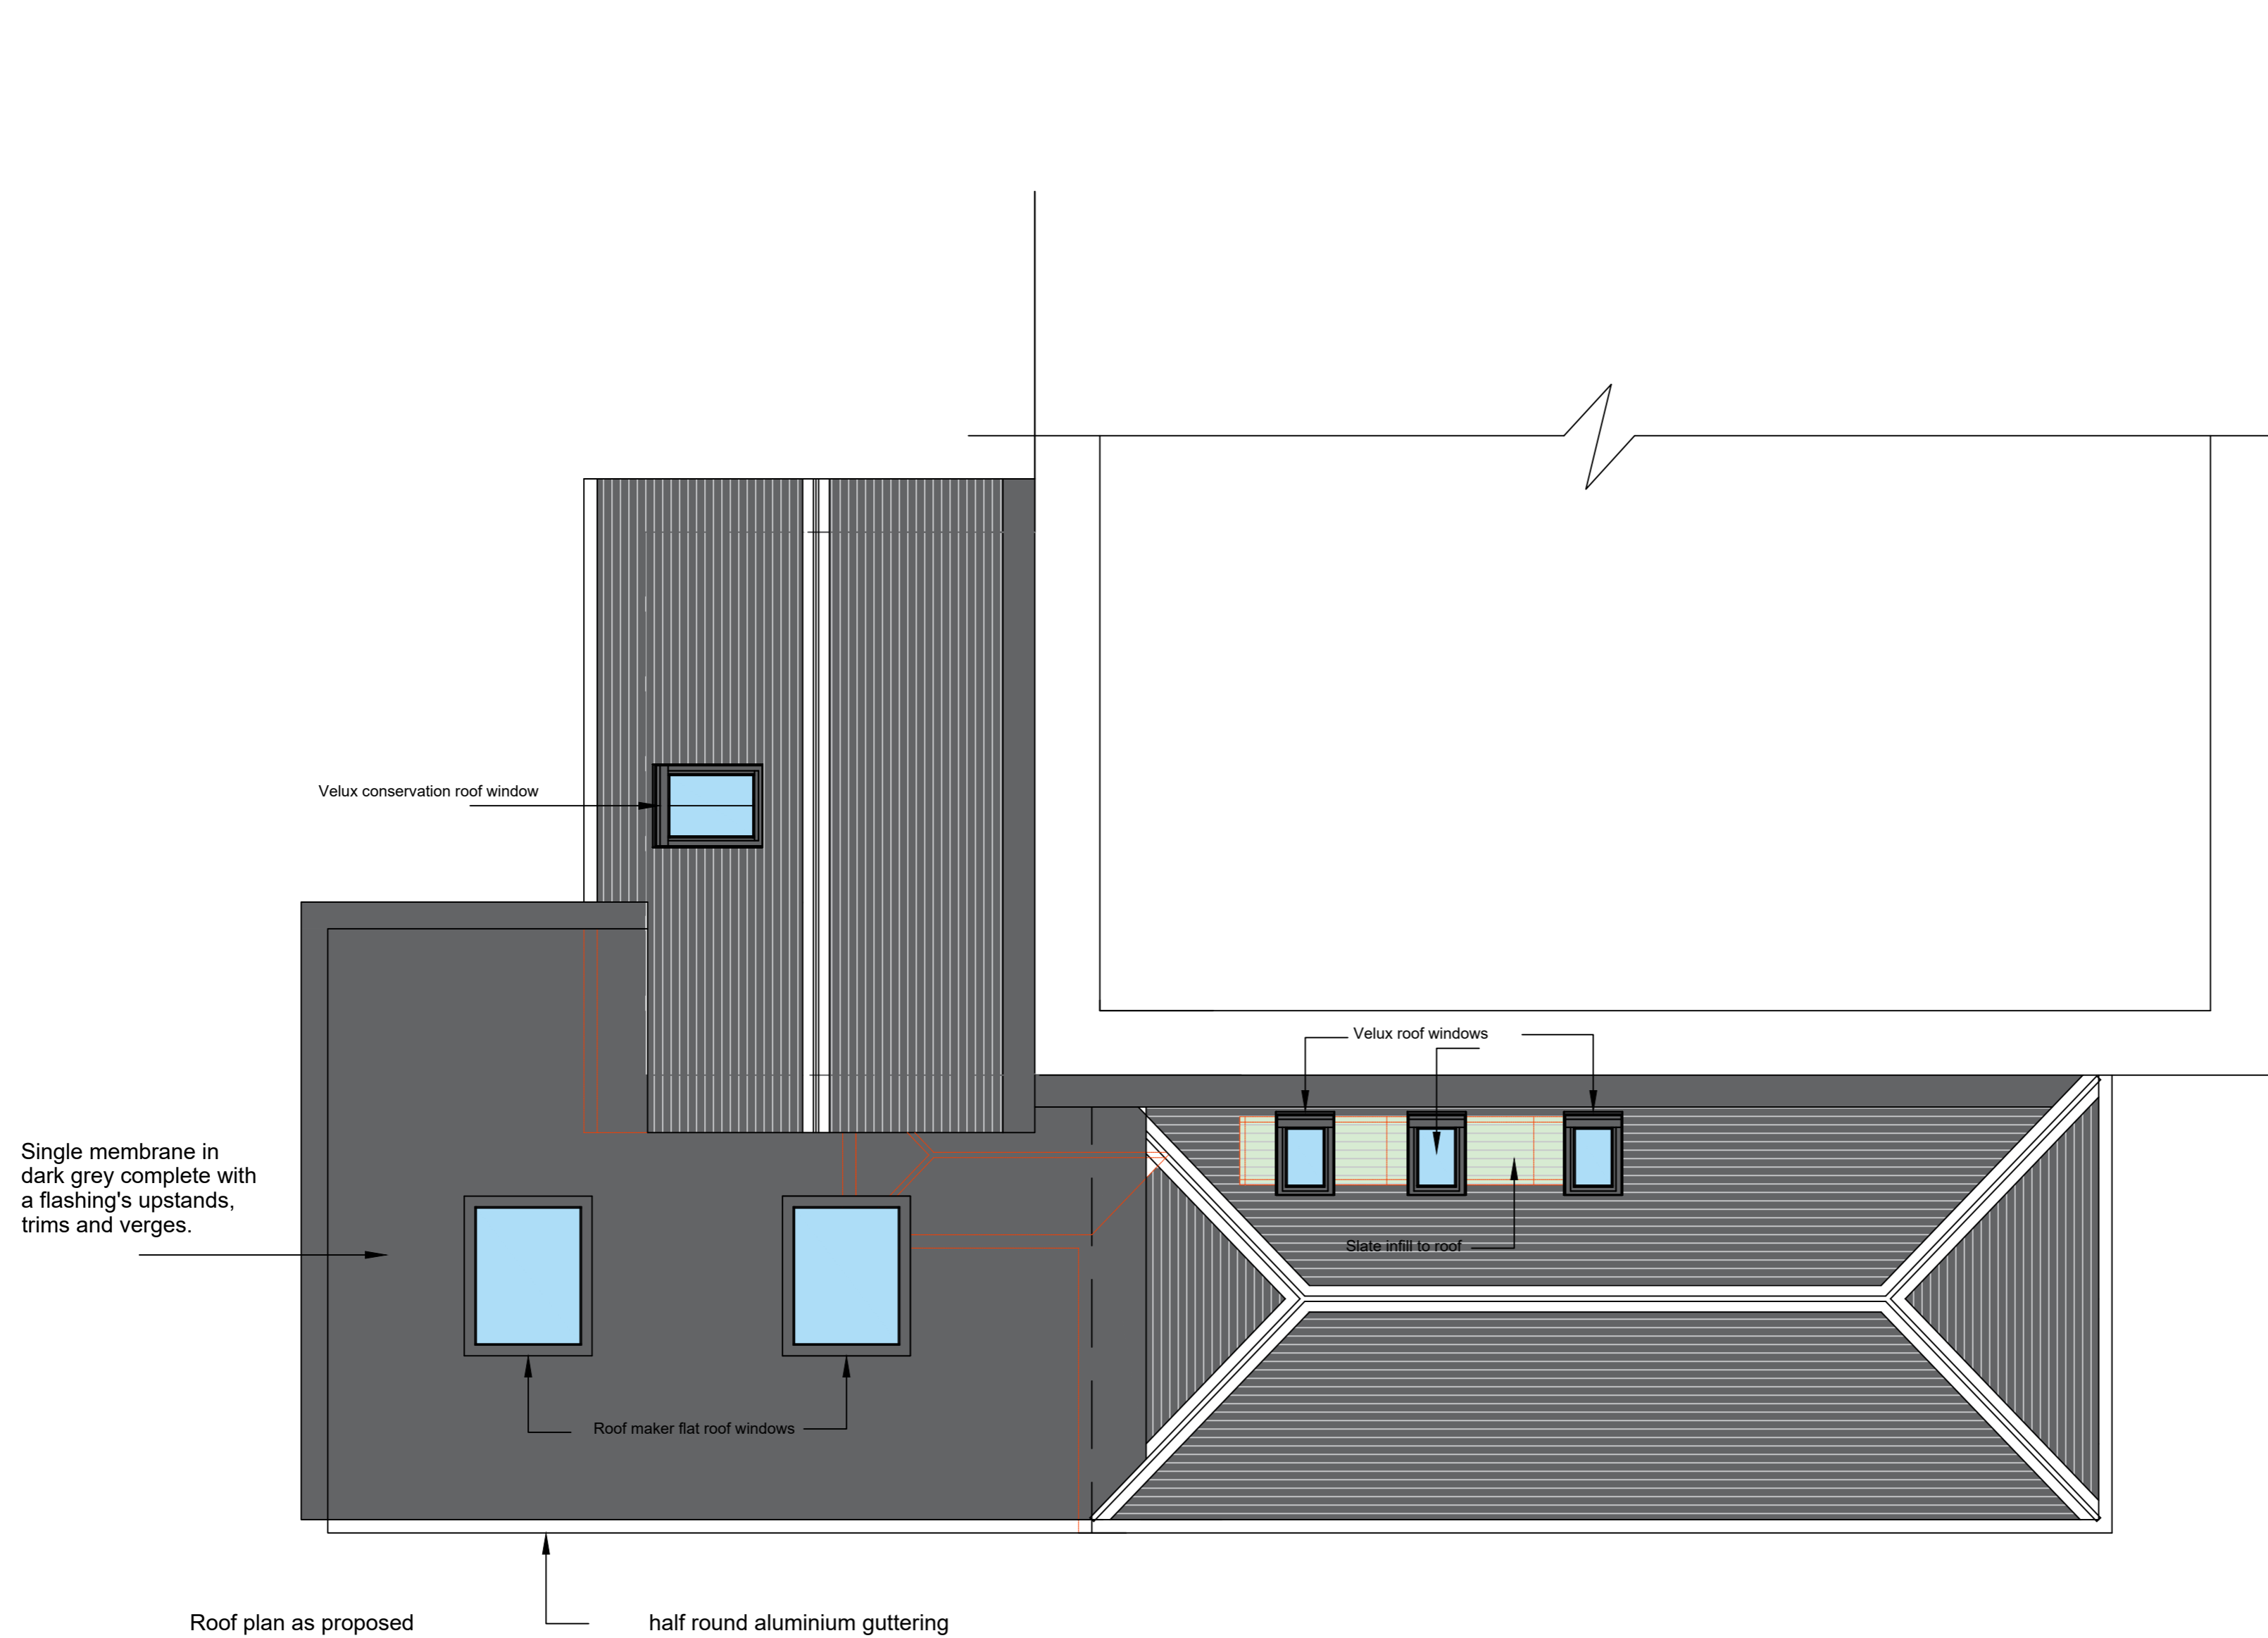 Velux conservation roof window
Velux roof windows
Single membrane in
dark grey complete with
a flashing's upstands,
trims and verges.
Slate infill to roof
Roof maker flat roof windows
Roof plan as proposed
half round aluminium guttering